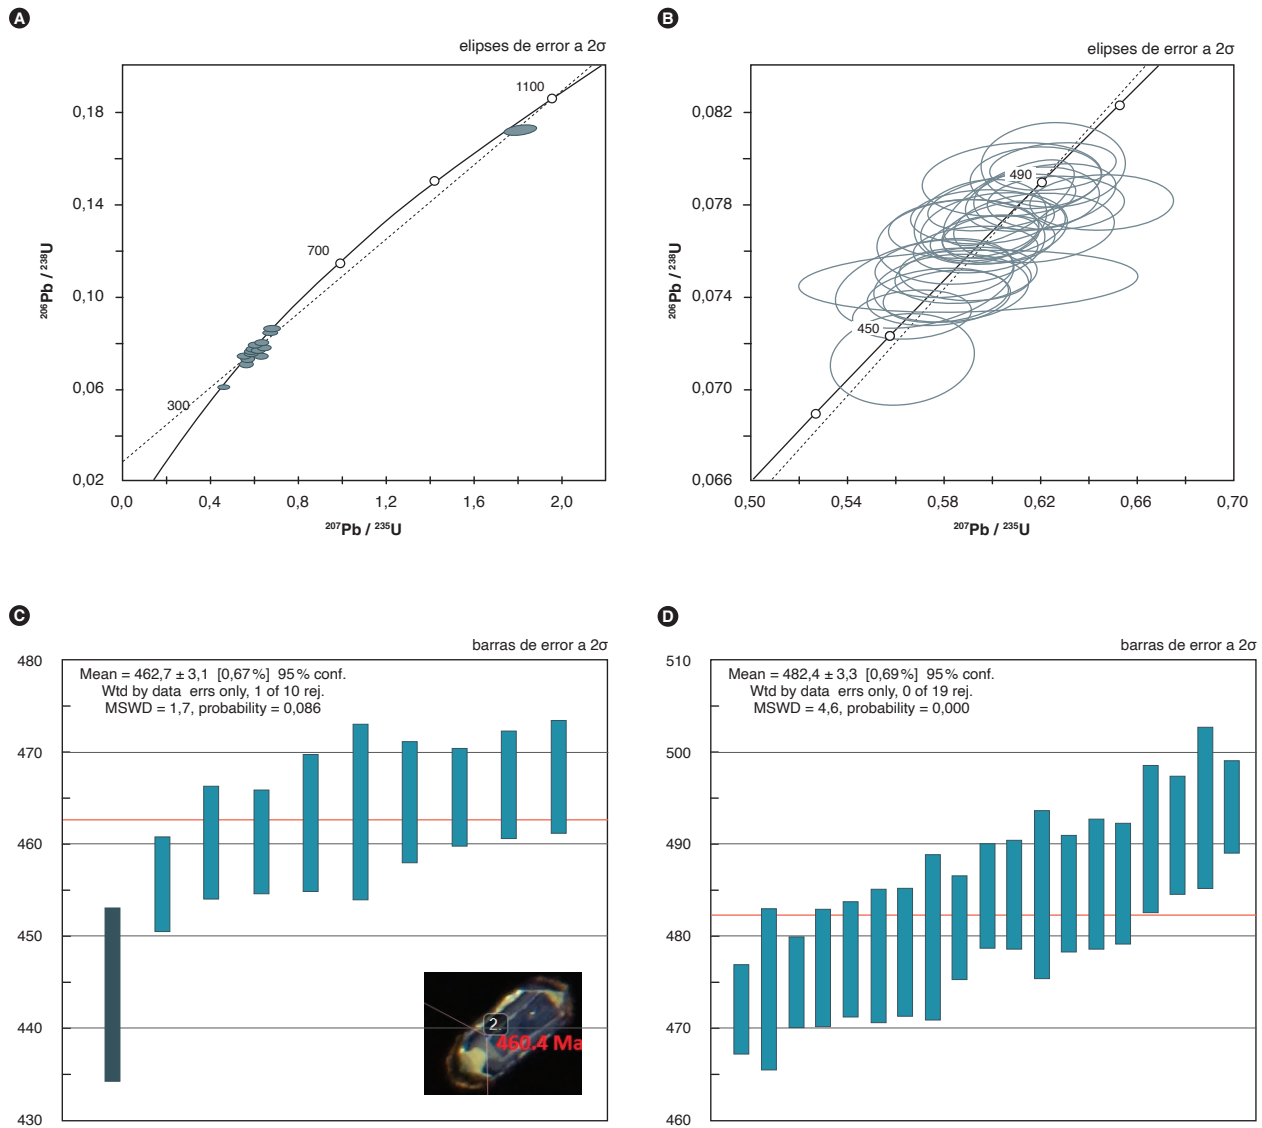 A
elipses de error a 2σ
1100
700
300
0,18
0,14
0,10
0,06
0,02
0,0
0,4
0,8
1,2
1,6
2,0
206Pb / 238U
207Pb / 235U
B
elipses de error a 2σ
490
450
0,082
0,078
0,074
0,070
0,066
0,50
0,54
0,58
0,62
0,66
0,70
206Pb / 238U
207Pb / 235U
C
barras de error a 2σ
Mean = 462,7 ± 3,1 [0,67 %] 95 % conf.
Wtd by data errs only, 1 of 10 rej.
MSWD = 1,7, probability = 0,086
480
470
460
450
440
430
2
460.4 Ma
D
barras de error a 2σ
Mean = 482,4 ± 3,3 [0,69 %] 95 % conf.
Wtd by data errs only, 0 of 19 rej.
MSWD = 4,6, probability = 0,000
510
500
490
480
470
460